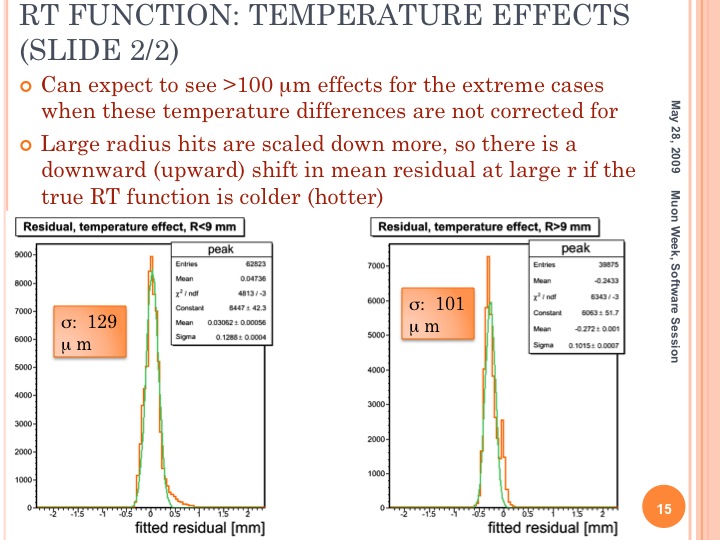 RT FUNCTION: TEMPERATURE EFFECTS
(SLIDE 2/2)
Can expect to see >100 μm effects for the extreme cases
when these temperature differences are not corrected for
Large radius hits are scaled down more, so there is a
downward (upward) shift in mean residual at large r if the
true RT function is colder (hotter)
May 28, 2009 Muon Week, Software Session
Residual, temperature effect, R<9 mm
peak
Entries 62823
Mean 0.04736
χ² / ndf 4813 / -3
Constant 8447 ± 42.3
Mean 0.03062 ± 0.00056
Sigma 0.1288 ± 0.0004
σ: 129
μ m
9000
8000
7000
6000
5000
4000
3000
2000
1000
0
-2 -1.5 -1 -0.5 0 0.5 1 1.5 2
fitted residual [mm]
Residual, temperature effect, R>9 mm
peak
Entries 39875
Mean -0.2433
χ² / ndf 6343 / -3
Constant 6063 ± 51.7
Mean -0.272 ± 0.001
Sigma 0.1015 ± 0.0007
σ: 101
μ m
7000
6000
5000
4000
3000
2000
1000
0
-2 -1.5 -1 -0.5 0 0.5 1 1.5 2
fitted residual [mm]
15